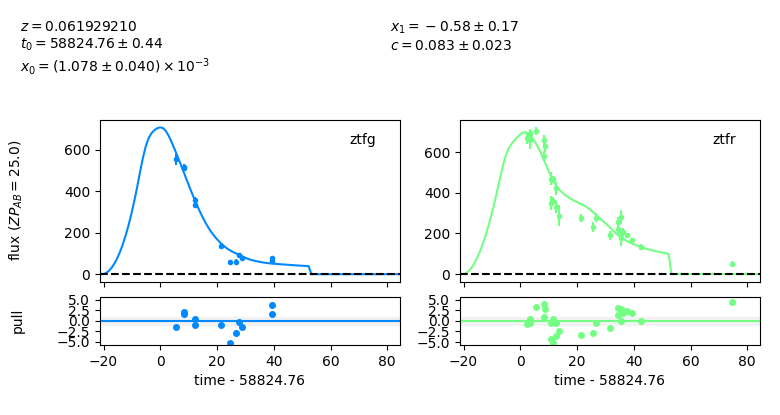 z = 0.061929210
t₀ = 58824.76 ± 0.44
x₀ = (1.078 ± 0.040) × 10⁻³
x₁ = −0.58 ± 0.17
c = 0.083 ± 0.023
flux (ZP_AB = 25.0)
600
400
200
0
ztfg
600
400
200
0
ztfr
pull
5.0
2.5
0.0
−2.5
−5.0
−20 0 20 40 60 80
time - 58824.76
5.0
2.5
0.0
−2.5
−5.0
−20 0 20 40 60 80
time - 58824.76